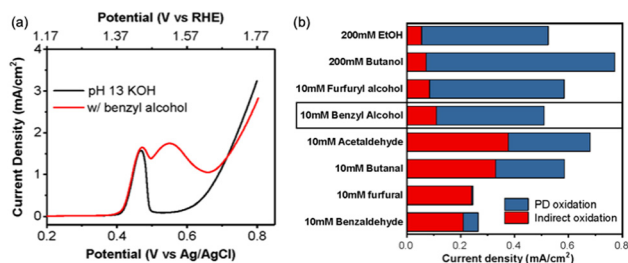 (a)
Potential (V vs RHE)
1.17 1.37 1.57 1.77
Current Density (mA/cm²)
4
3
2
1
0
pH 13 KOH
w/ benzyl alcohol
0.2 0.4 0.6 0.8
Potential (V vs Ag/AgCl)
(b)
200mM EtOH
200mM Butanol
10mM Furfuryl alcohol
10mM Benzyl Alcohol
10mM Acetaldehyde
10mM Butanal
10mM furfural
10mM Benzaldehyde
PD oxidation
Indirect oxidation
0.0 0.2 0.4 0.6 0.8
Current density (mA/cm²)